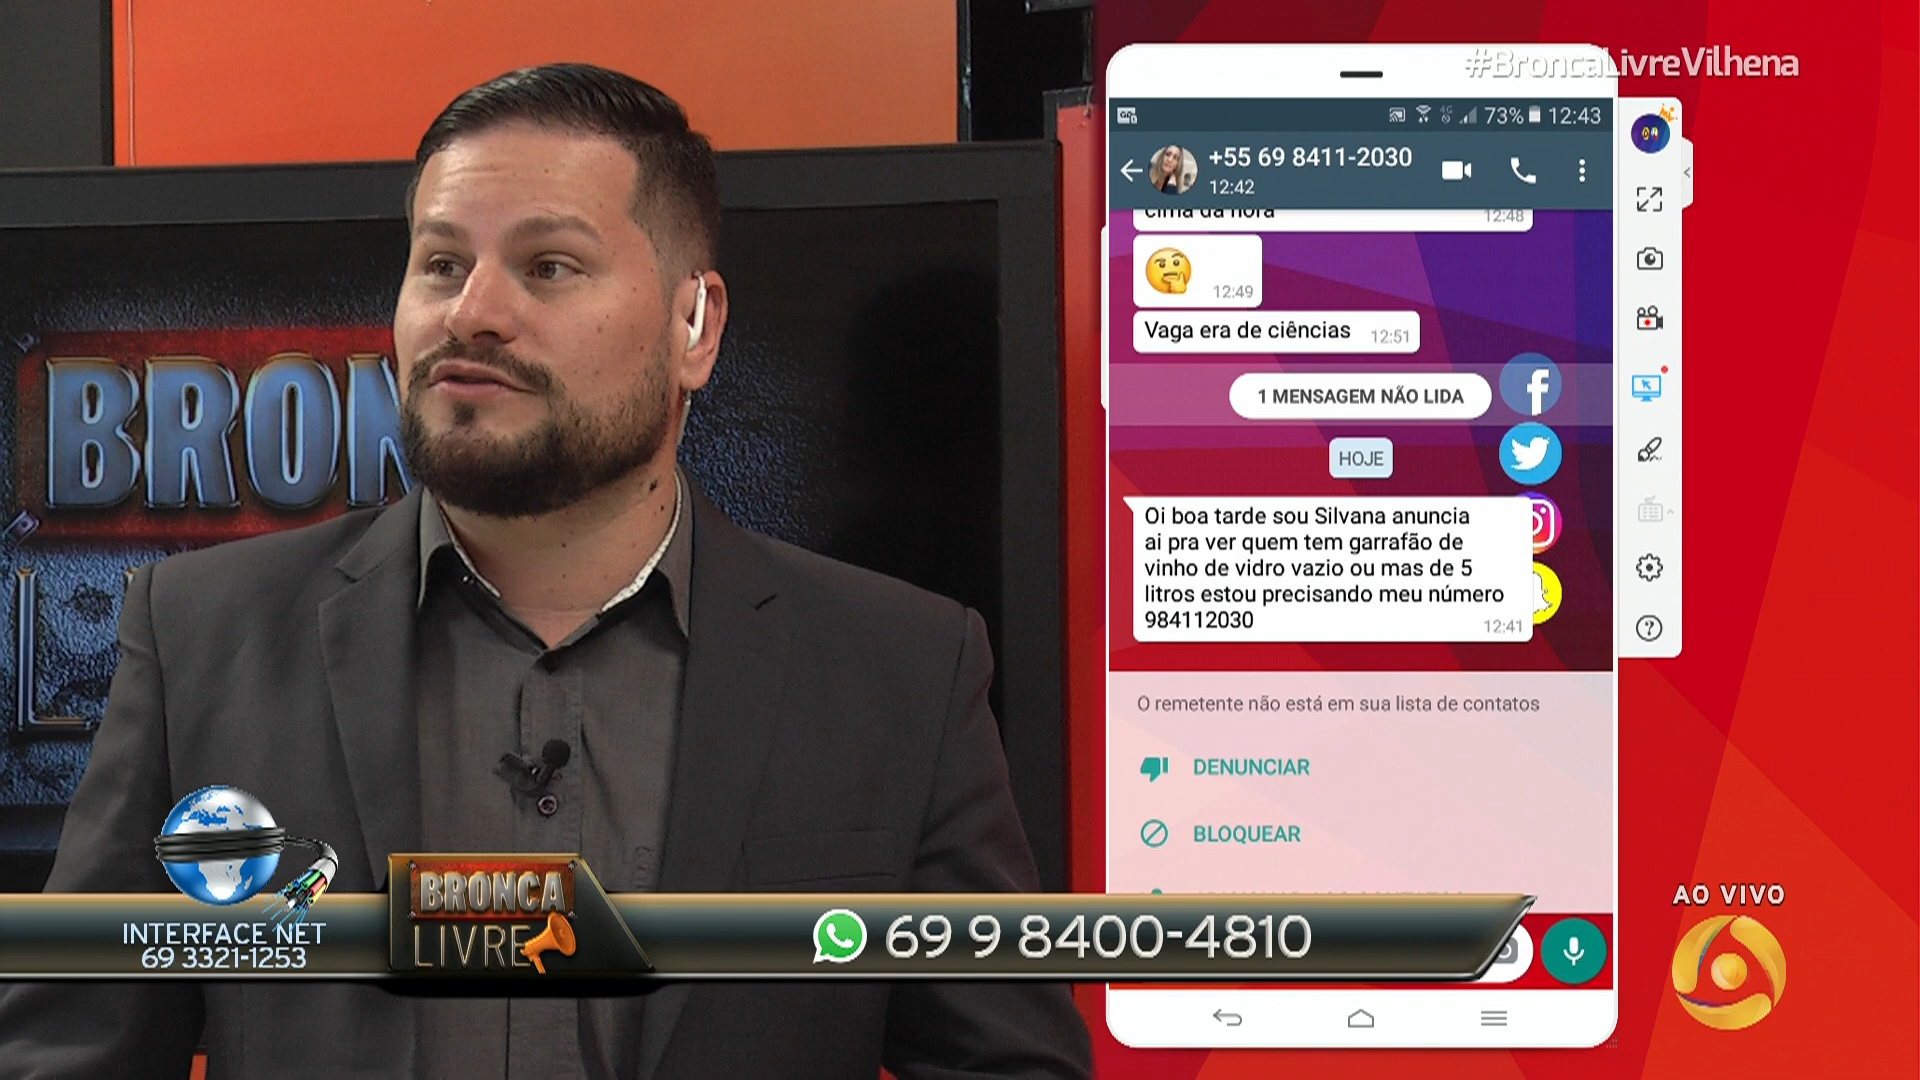 #BroncaLivreVilhena
73% 12:43
+55 69 8411-2030
12:42
cima da hora 12:48
12:49
Vaga era de ciências 12:51
1 MENSAGEM NÃO LIDA
HOJE
Oi boa tarde sou Silvana anuncia
ai pra ver quem tem garrafão de
vinho de vidro vazio ou mas de 5
litros estou precisando meu número
984112030 12:41
O remetente não está em sua lista de contatos
DENUNCIAR
BLOQUEAR
BRON
L
INTERFACE NET
69 3321-1253
BRONCA
LIVRE
69 9 8400-4810
AO VIVO